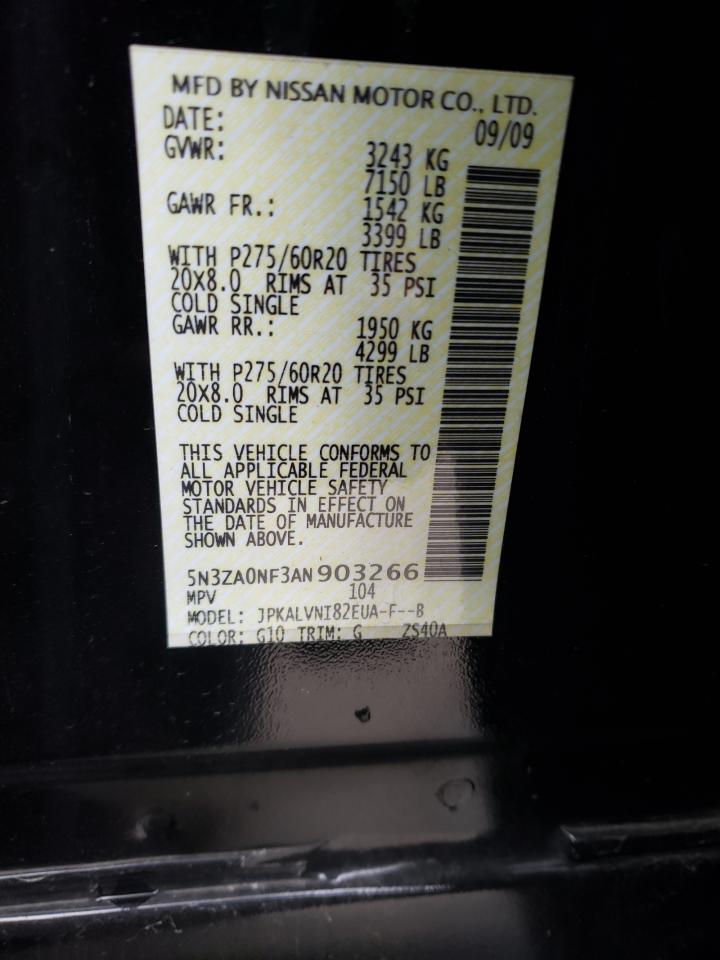 MFD BY NISSAN MOTOR CO., LTD.
DATE: 09/09
GVWR: 3243 KG
7150 LB
GAWR FR.: 1542 KG
3399 LB
WITH P275/60R20 TIRES
20X8.0 RIMS AT 35 PSI
COLD SINGLE
GAWR RR.: 1950 KG
4299 LB
WITH P275/60R20 TIRES
20X8.0 RIMS AT 35 PSI
COLD SINGLE
THIS VEHICLE CONFORMS TO
ALL APPLICABLE FEDERAL
MOTOR VEHICLE SAFETY
STANDARDS IN EFFECT ON
THE DATE OF MANUFACTURE
SHOWN ABOVE.
5N3ZA0NF3AN903266
MPV 104
MODEL: JPKALVNI82EUA-F--B
COLOR: G10 TRIM: G ZS40A